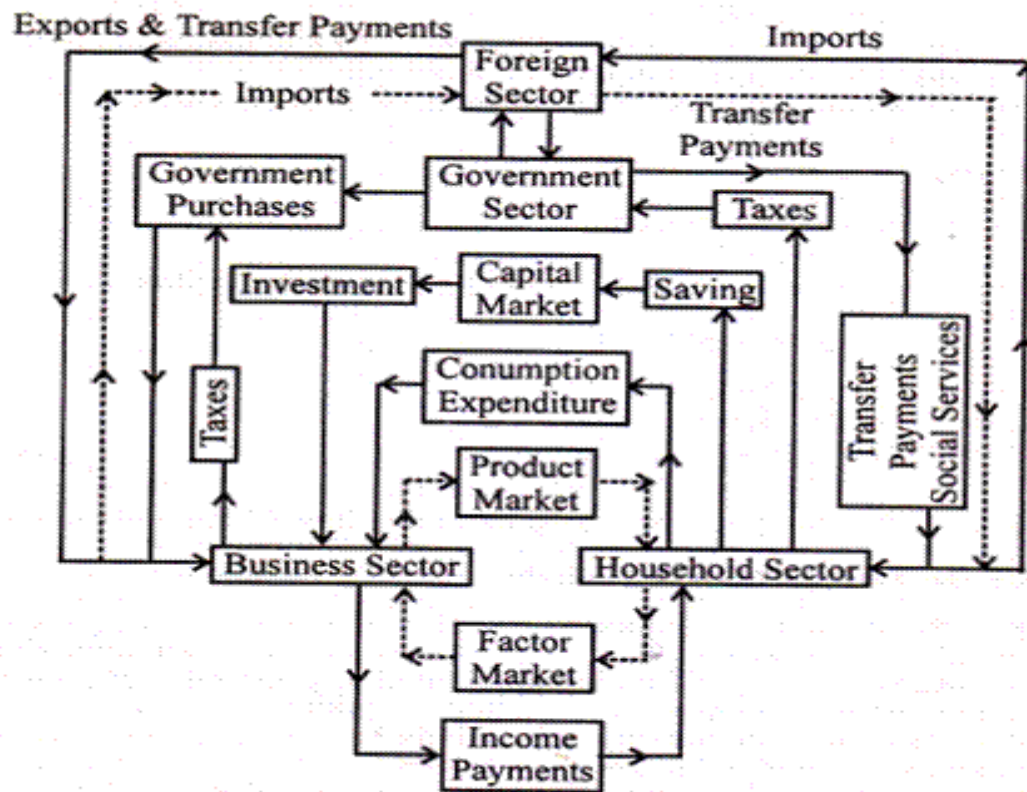 Exports & Transfer Payments
Imports
Foreign
Sector
Imports
Transfer
Payments
Government
Purchases
Government
Sector
Taxes
Investment
Capital
Market
Saving
Transfer
Payments
Social Services
Taxes
Conumption
Expenditure
Product
Market
Business Sector
Household Sector
Factor
Market
Income
Payments